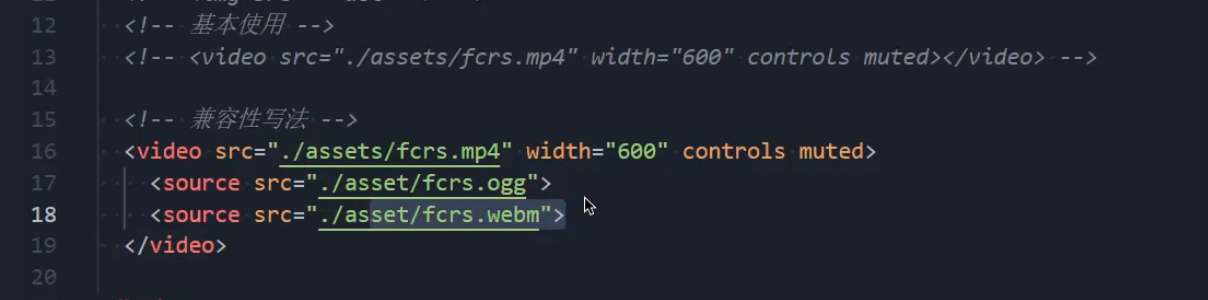 12 <!-- 基本使用 -->
13 <!-- <video src="./assets/fcrs.mp4" width="600" controls muted></video> -->
14
15 <!-- 兼容性写法 -->
16 <video src="./assets/fcrs.mp4" width="600" controls muted>
17 <source src="./asset/fcrs.ogg">
18 <source src="./asset/fcrs.webm">
19 </video>
20